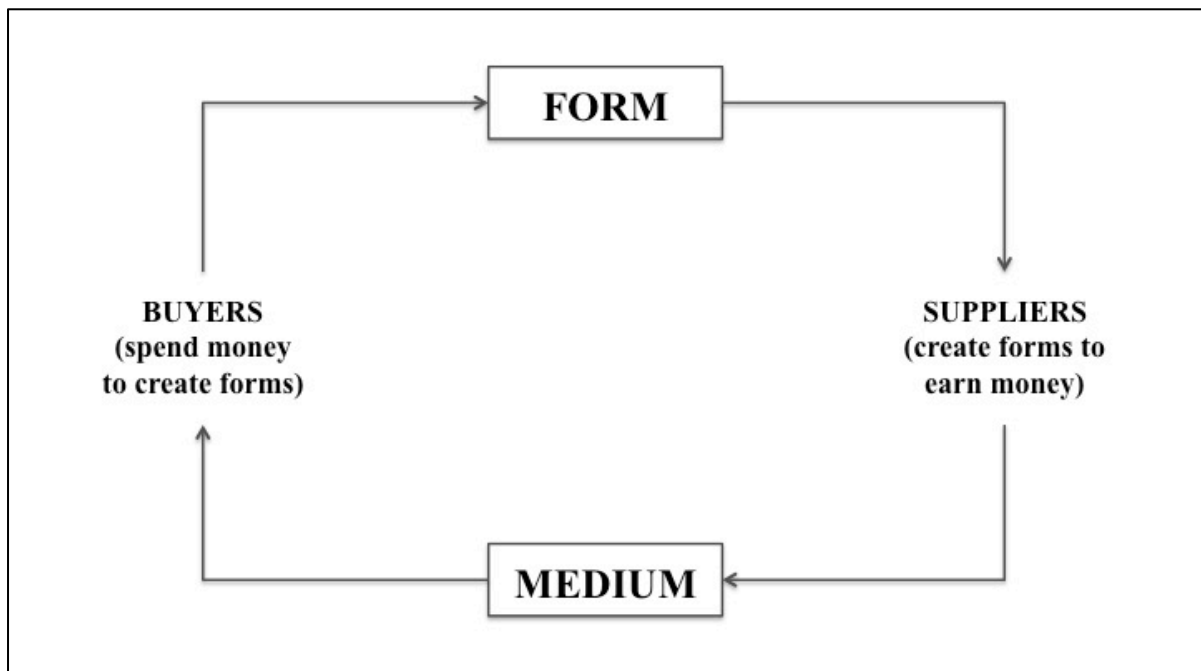 FORM
BUYERS
(spend money
to create forms)
SUPPLIERS
(create forms to
earn money)
MEDIUM